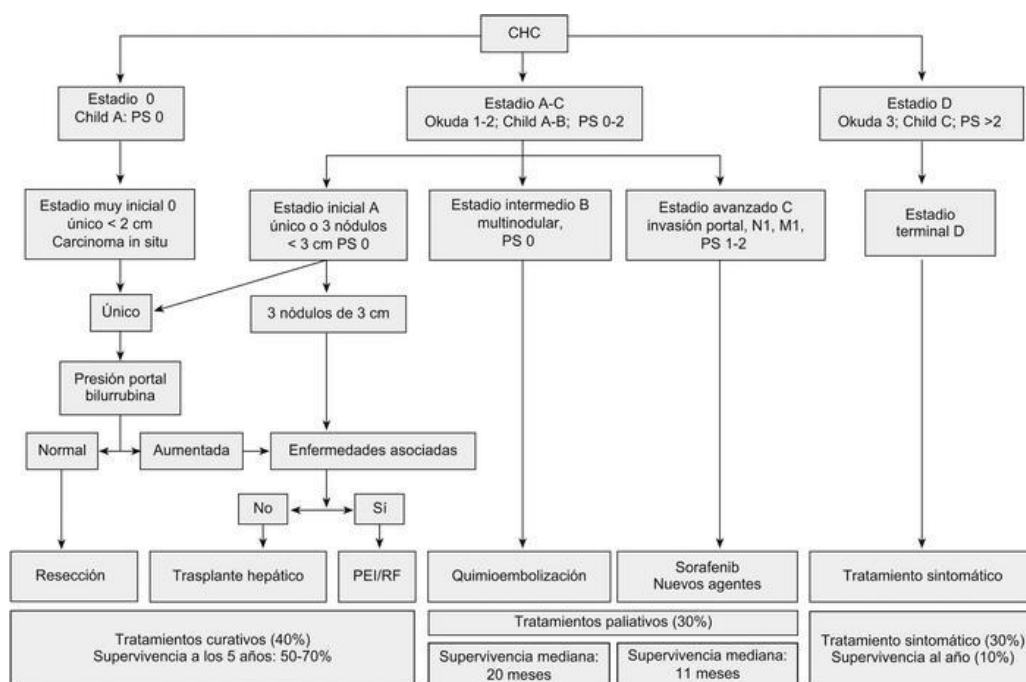 CHC
Estadio 0
Child A: PS 0
Estadio A-C
Okuda 1-2; Child A-B; PS 0-2
Estadio D
Okuda 3; Child C; PS >2
Estadio muy inicial 0
único < 2 cm
Carcinoma in situ
Estadio inicial A
único o 3 nódulos
< 3 cm PS 0
Estadio intermedio B
multinodular,
PS 0
Estadio avanzado C
invasión portal, N1, M1,
PS 1-2
Estadio
terminal D
Único
3 nódulos de 3 cm
Presión portal
bilurrubina
Normal
Aumentada
Enfermedades asociadas
No
Sí
Resección
Trasplante hepático
PEI/RF
Quimioembolización
Sorafenib
Nuevos agentes
Tratamiento sintomático
Tratamientos curativos (40%)
Supervivencia a los 5 años: 50-70%
Tratamientos paliativos (30%)
Supervivencia mediana:
20 meses
Supervivencia mediana:
11 meses
Tratamiento sintomático (30%)
Supervivencia al año (10%)